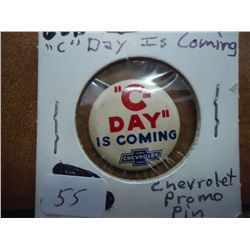 "C" Day Is Coming
"C-
DAY"
IS COMING
CHEVROLET
55
Chevrolet
Promo
Pin